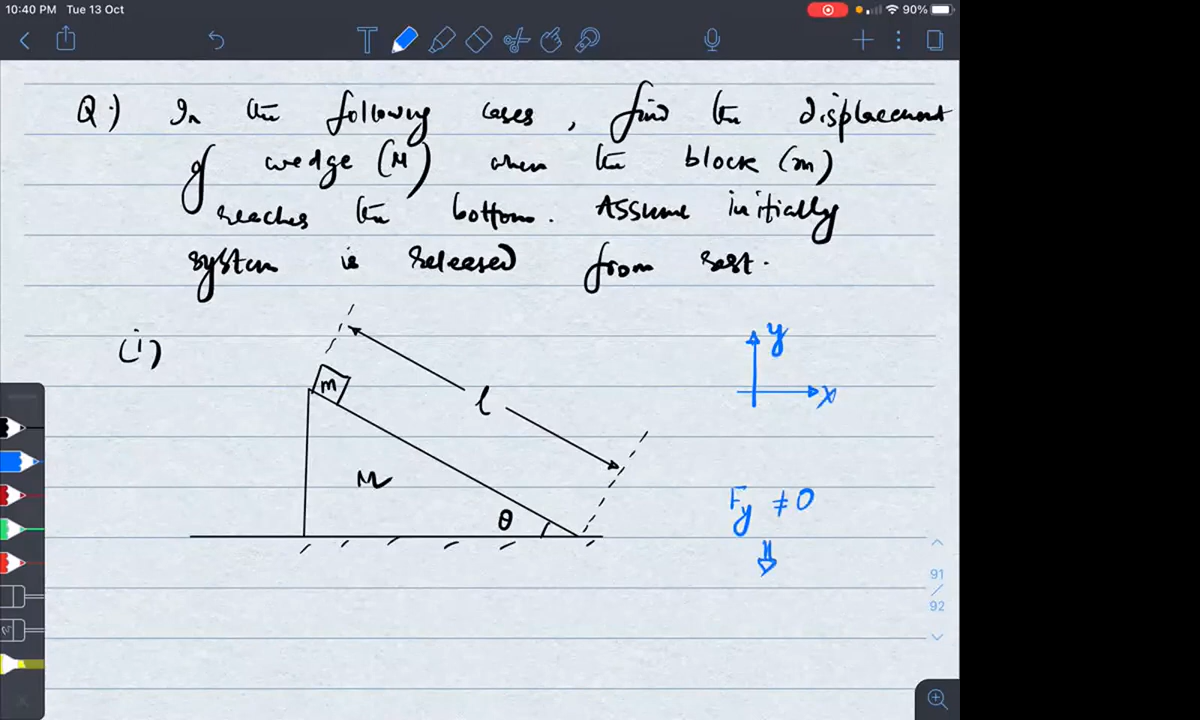 10:40 PM Tue 13 Oct
90%
Q.) In the following cases, find the displacement
of wedge (M) when the block (m)
reaches the bottom. Assume initially
system is released from rest.
(i)
m
l
M
θ
y
x
Fy ≠ 0
⇓
91
/
92